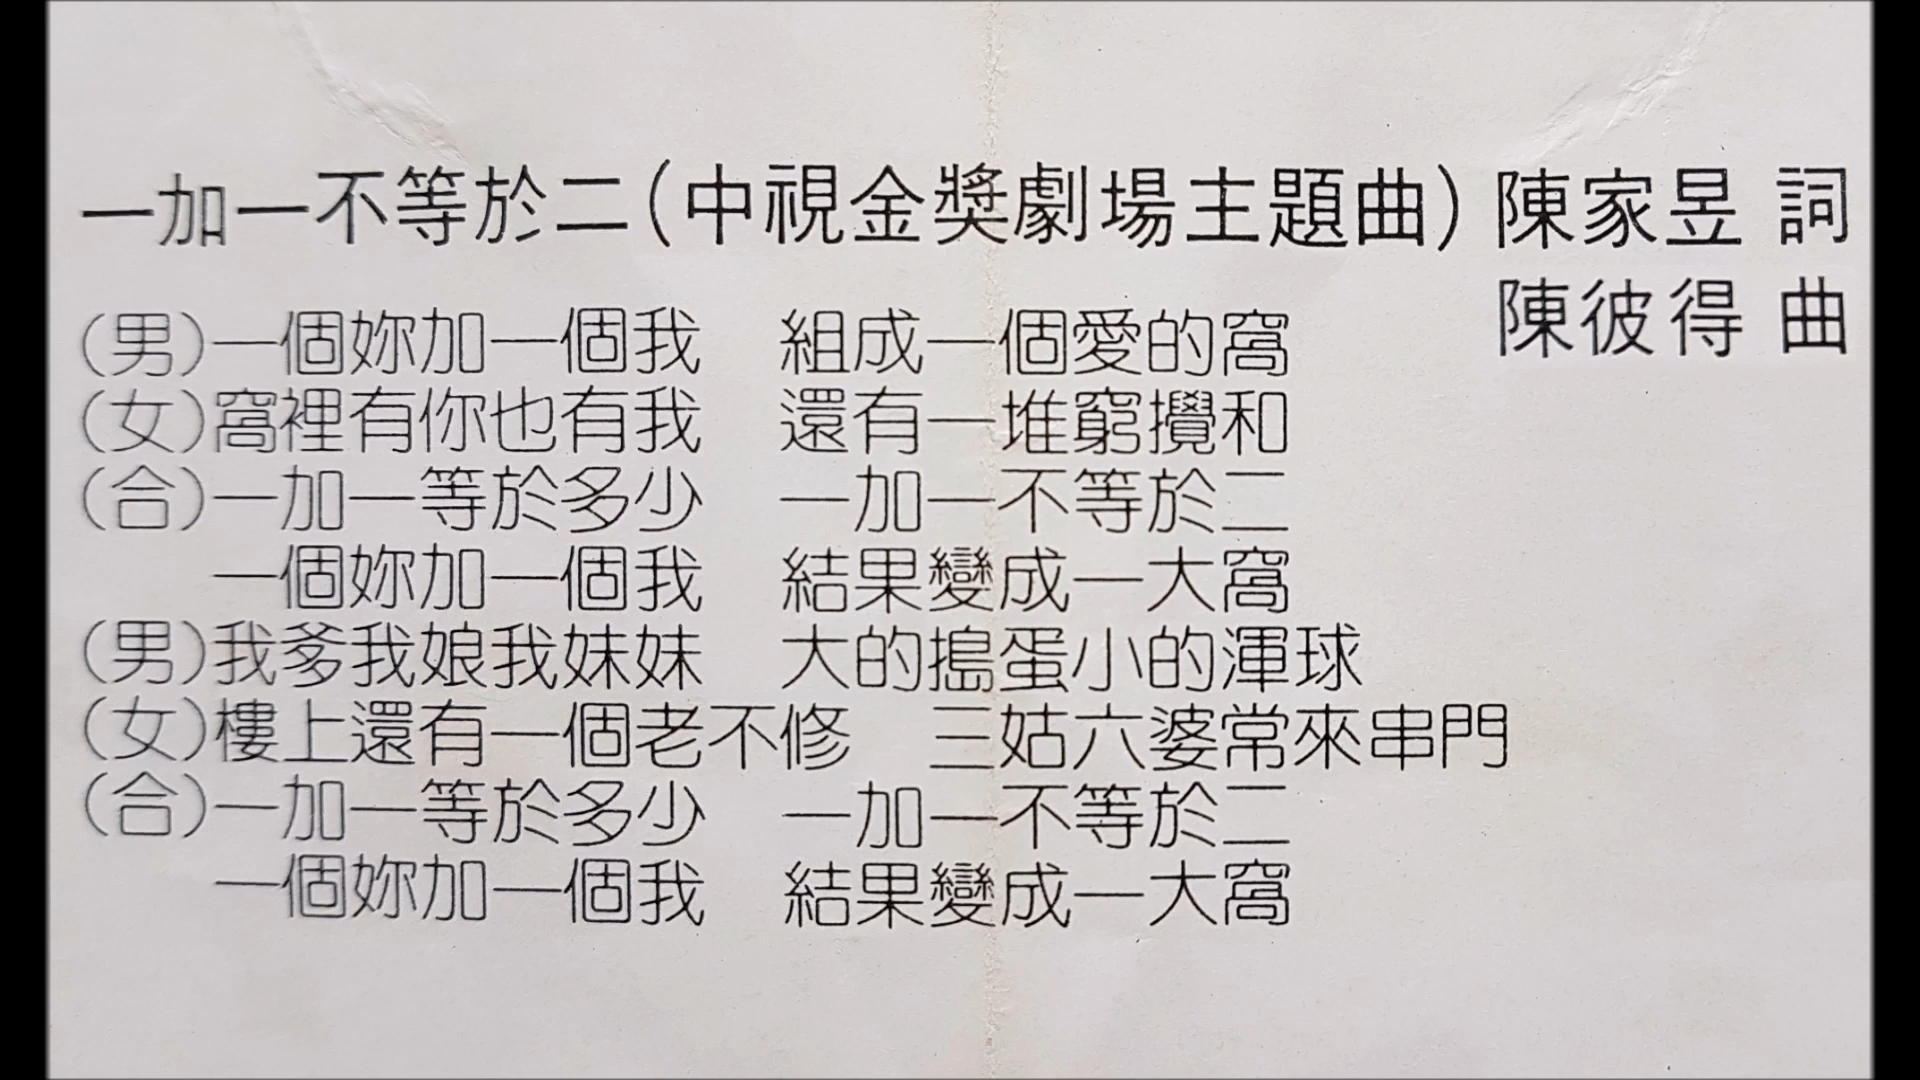 一加一不等於二(中視金獎劇場主題曲) 陳家昱 詞
陳彼得 曲
(男)一個妳加一個我　組成一個愛的窩
(女)窩裡有你也有我　還有一堆窮攪和
(合)一加一等於多少　一加一不等於二
一個妳加一個我　結果變成一大窩
(男)我爹我娘我妹妹　大的搗蛋小的渾球
(女)樓上還有一個老不修　三姑六婆常來串門
(合)一加一等於多少　一加一不等於二
一個妳加一個我　結果變成一大窩